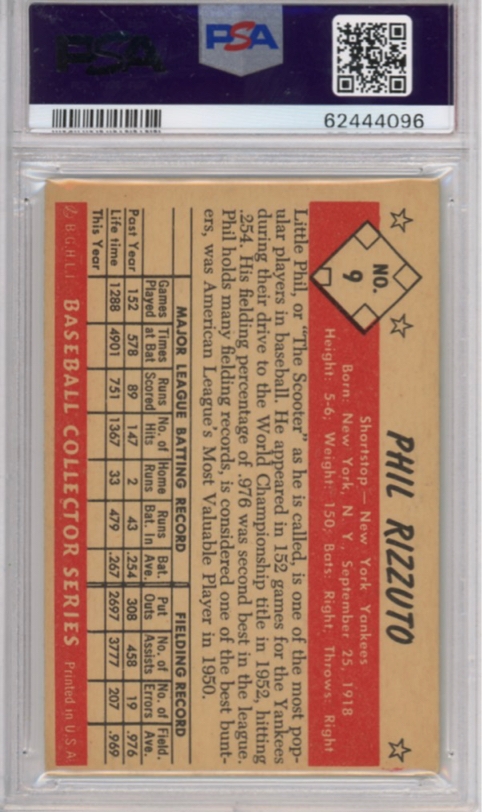 PSA
PSA
62444096
NO. 9
PHIL RIZZUTO
Shortstop — New York Yankees
Born: New York, N. Y., September 25, 1918
Height: 5-6; Weight: 150; Bats: Right, Throws: Right
Little Phil, or "The Scooter" as he is called, is one of the most pop-
ular players in baseball. He appeared in 152 games for the Yankees
during their drive to the World Championship title in 1952, hitting
.254. His fielding percentage of .976 was second best in the league.
Phil holds many fielding records, is considered one of the best bunt-
ers, was American League's Most Valuable Player in 1950.
MAJOR LEAGUE BATTING RECORD FIELDING RECORD
Games Played Times at Bat Runs Scored No. of Hits Home Runs Runs Bat. In Bat. Ave. Put Outs No. of Assists No. of Errors Field. Ave.
Past Year 152 578 89 147 2 43 .254 308 458 19 .976
Life time 1288 4901 751 1367 33 479 .267 2697 3777 207 .969
This Year
© B.G.H.L.I. BASEBALL COLLECTOR SERIES Printed in U.S.A.